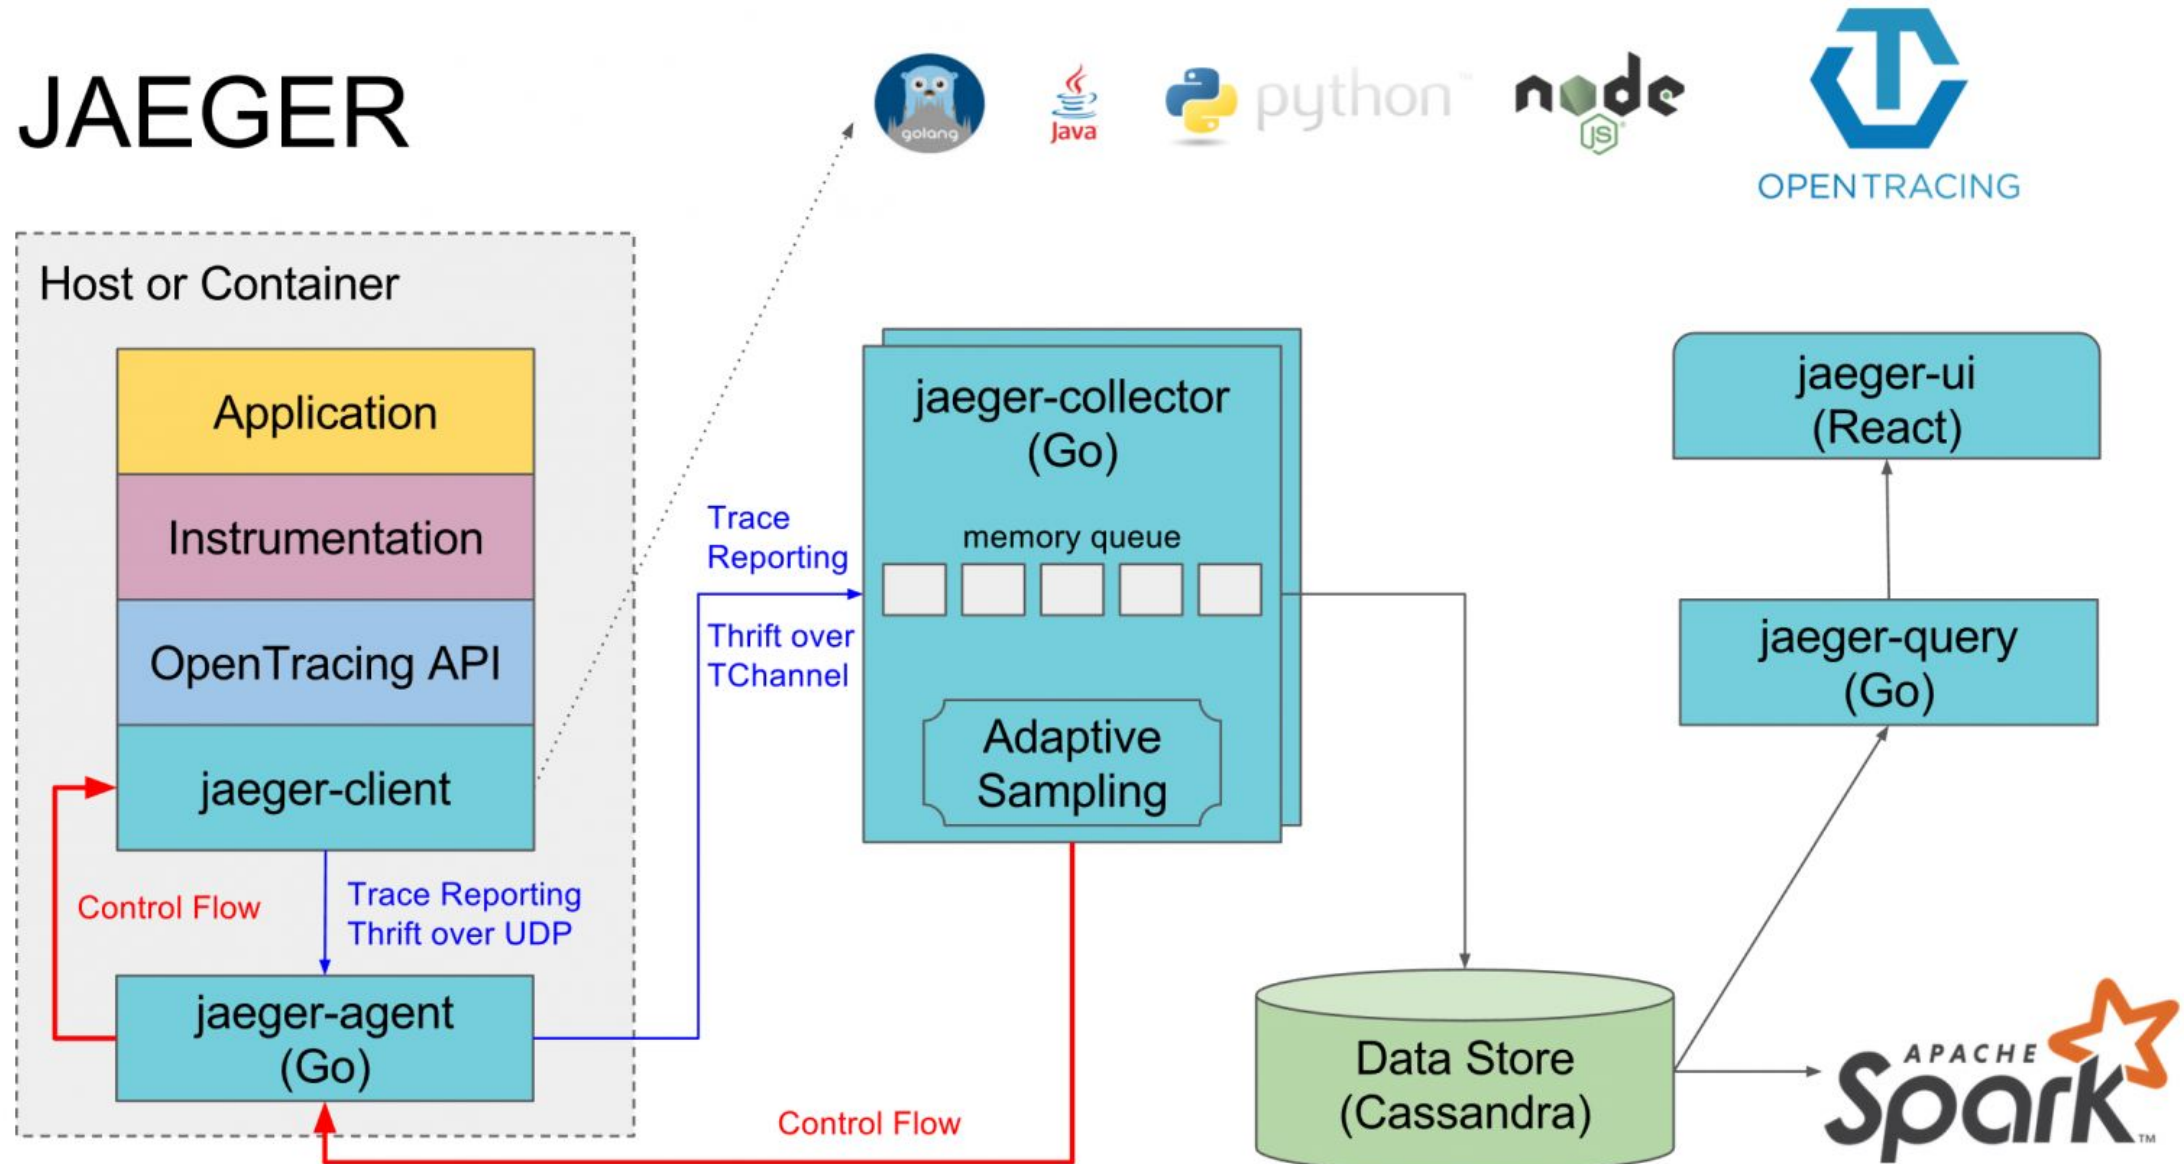 JAEGER
golang
Java
python
node
JS
OPENTRACING
Host or Container
Application
Instrumentation
OpenTracing API
jaeger-client
Control Flow
Trace Reporting
Thrift over UDP
jaeger-agent
(Go)
Trace
Reporting
Thrift over
TChannel
jaeger-collector
(Go)
memory queue
Adaptive
Sampling
Control Flow
Data Store
(Cassandra)
jaeger-ui
(React)
jaeger-query
(Go)
APACHE
Spark™